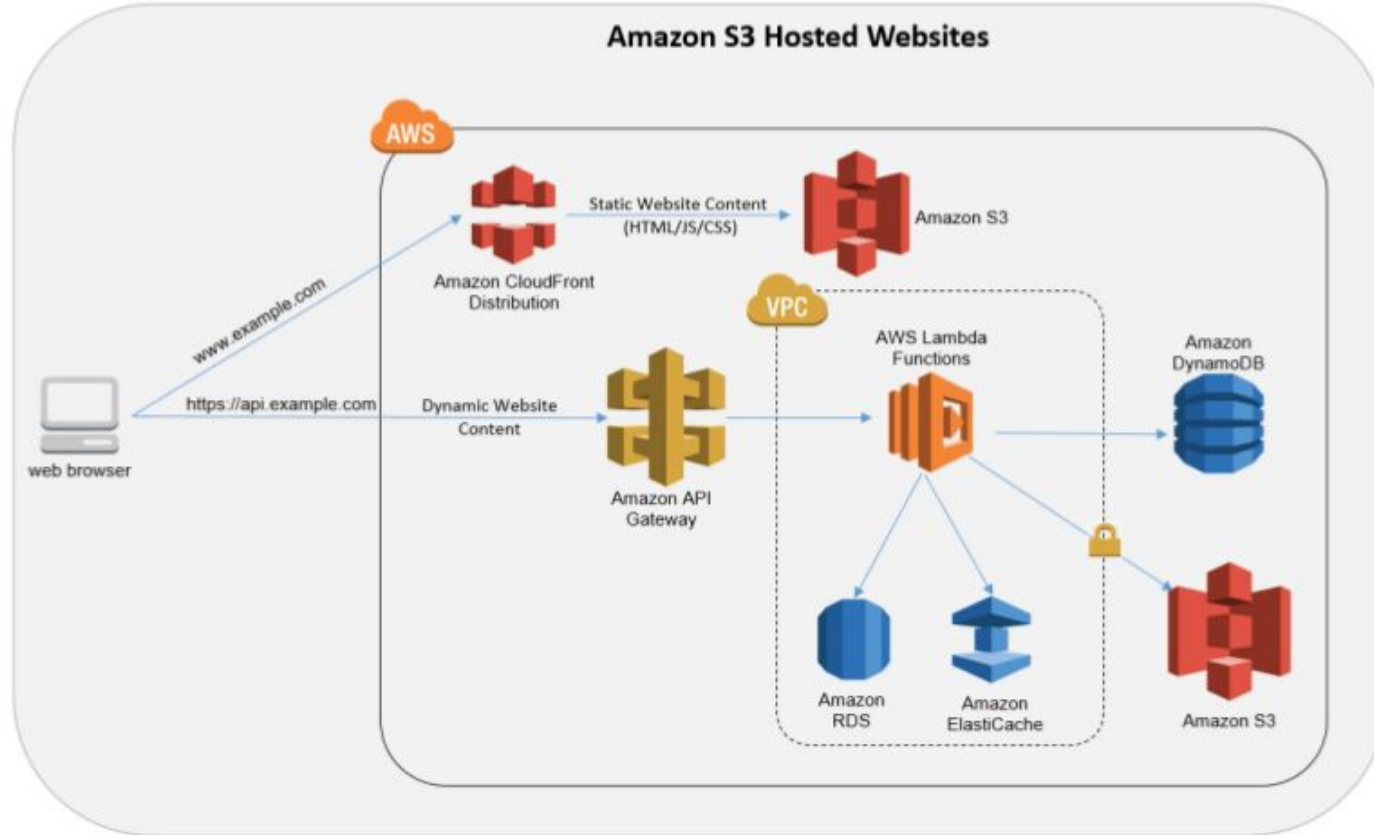 Amazon S3 Hosted Websites
AWS
Static Website Content
(HTML/JS/CSS)
Amazon S3
Amazon CloudFront
Distribution
www.example.com
VPC
AWS Lambda
Functions
Amazon
DynamoDB
https://api.example.com
Dynamic Website
Content
web browser
Amazon API
Gateway
Amazon
RDS
Amazon
ElastiCache
Amazon S3